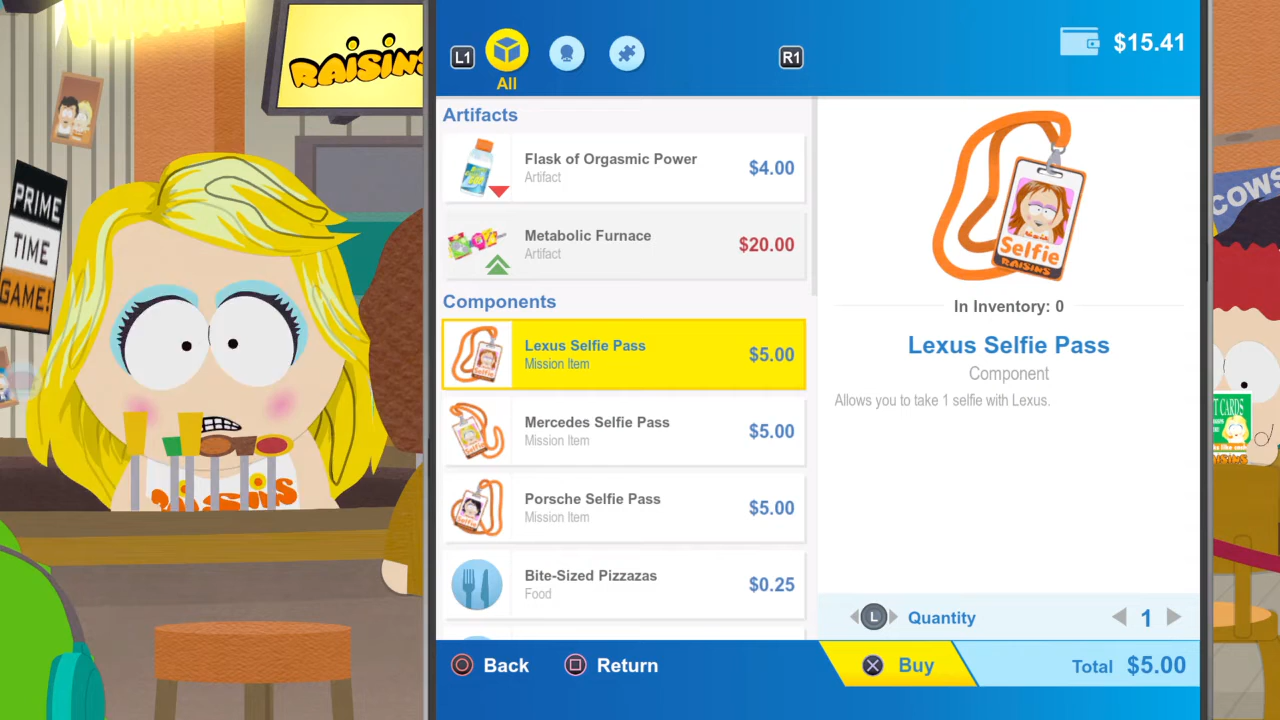 RAISINS
PRIME
TIME
GAME!
RAISINS
L1
All
R1
$15.41
Artifacts
Flask of Orgasmic Power
Artifact
$4.00
Metabolic Furnace
Artifact
$20.00
Components
Lexus Selfie Pass
Mission Item
$5.00
Mercedes Selfie Pass
Mission Item
$5.00
Porsche Selfie Pass
Mission Item
$5.00
Bite-Sized Pizzazas
Food
$0.25
Selfie
RAISINS
In Inventory: 0
Lexus Selfie Pass
Component
Allows you to take 1 selfie with Lexus.
L
Quantity
1
Back
Return
Buy
Total
$5.00
COWS